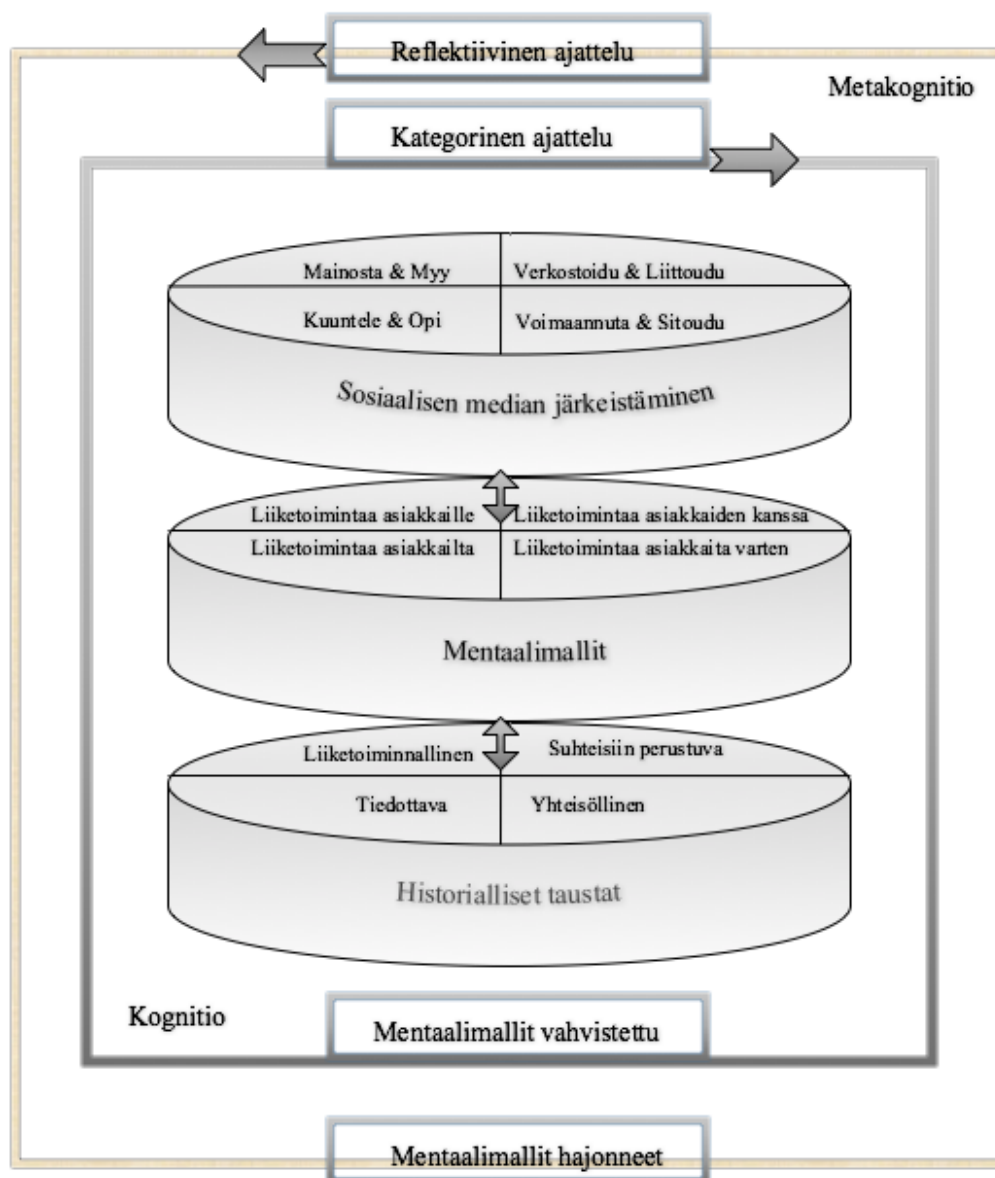 Reflektiivinen ajattelu
Metakognitio
Kategorinen ajattelu
Mainosta & Myy
Verkostoidu & Liittoudu
Kuuntele & Opi
Voimaannuta & Sitoudu
Sosiaalisen median järkeistäminen
Liiketoimintaa asiakkaille
Liiketoimintaa asiakkaiden kanssa
Liiketoimintaa asiakkailta
Liiketoimintaa asiakkaita varten
Mentaalimallit
Liiketoiminnallinen
Suhteisiin perustuva
Tiedottava
Yhteisöllinen
Historialliset taustat
Kognitio
Mentaalimallit vahvistettu
Mentaalimallit hajonneet